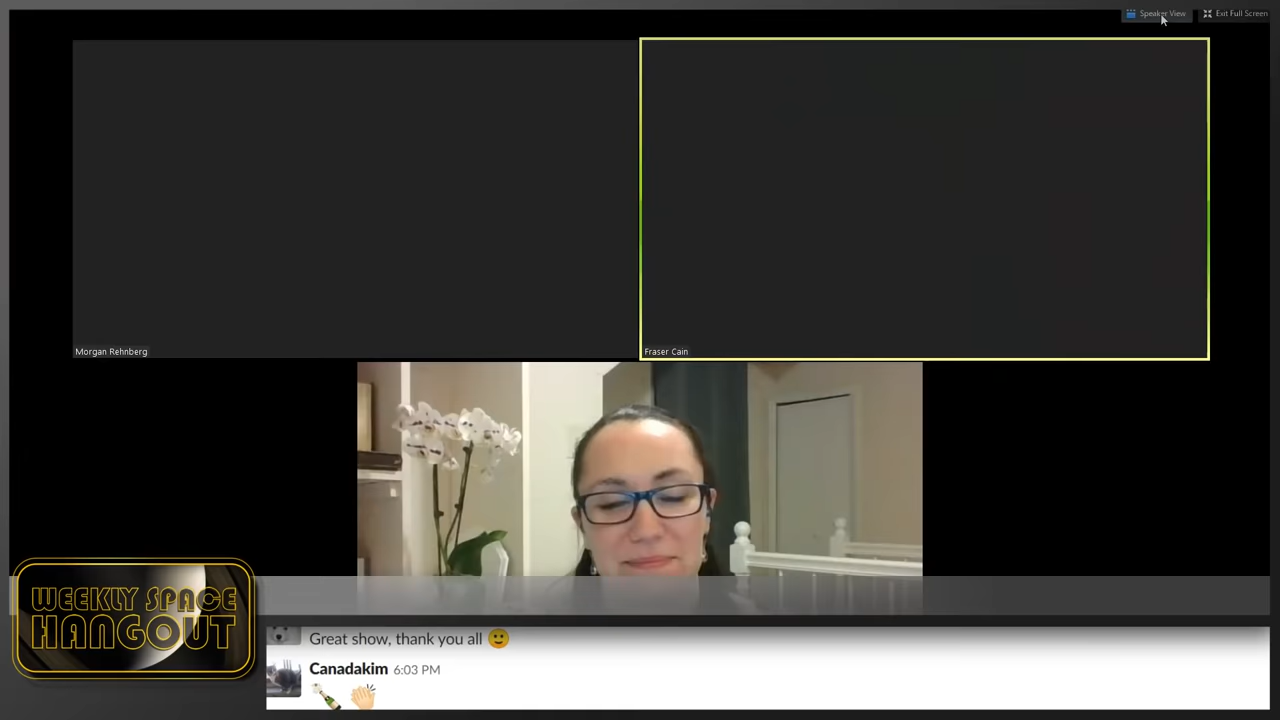 Speaker View
Exit Full Screen
Morgan Rehnberg
Fraser Cain
WEEKLY SPACE
HANGOUT
Great show, thank you all
Canadakim 6:03 PM